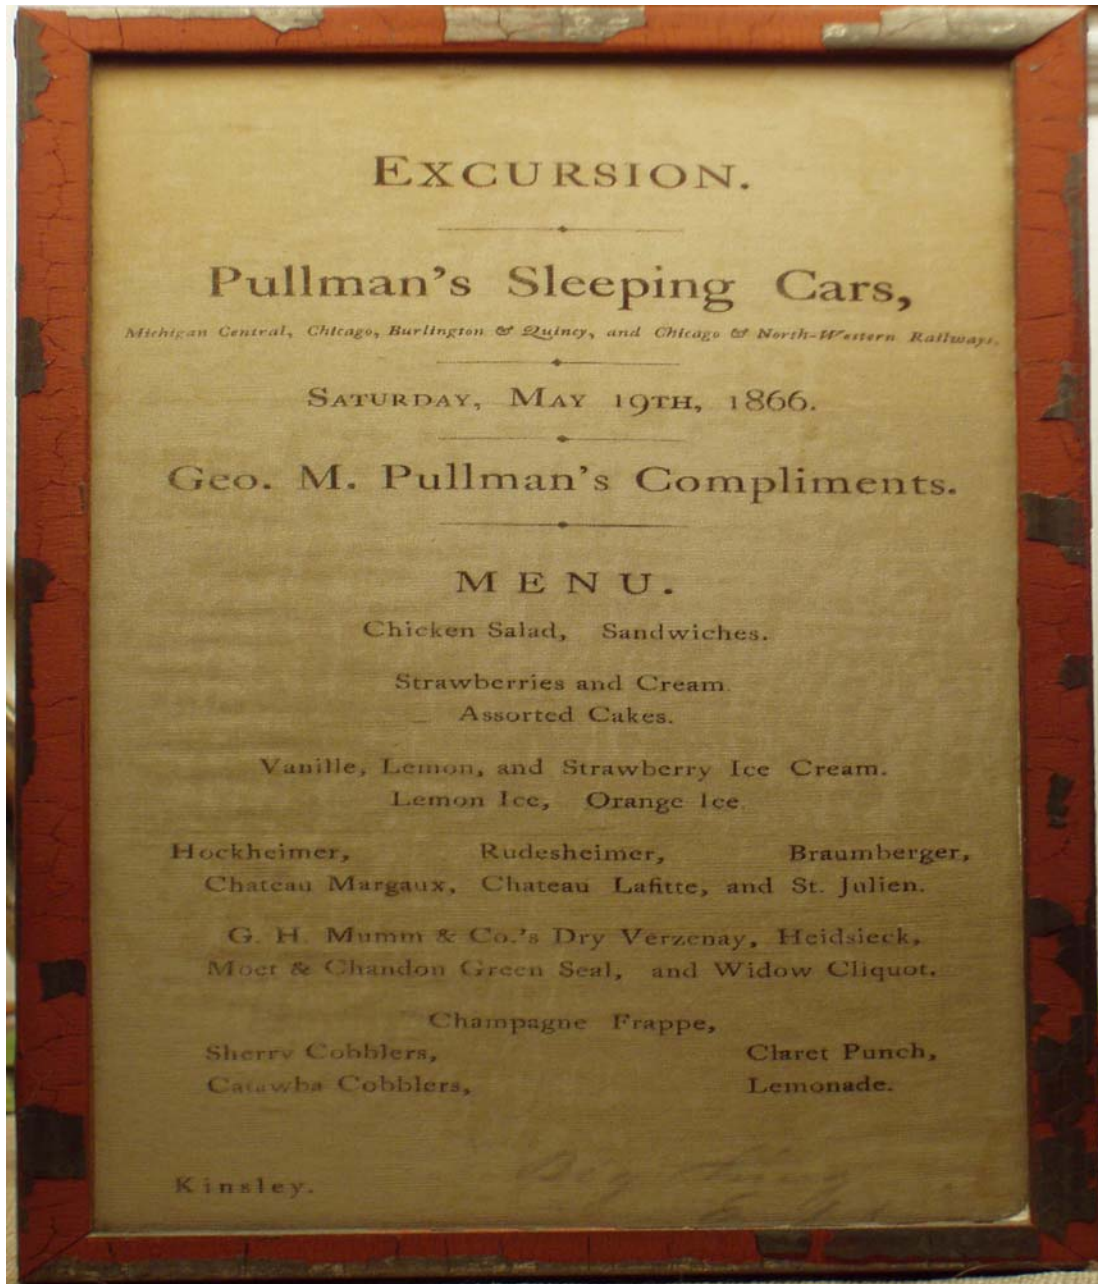 EXCURSION.
Pullman's Sleeping Cars,
Michigan Central, Chicago, Burlington & Quincy, and Chicago & North-Western Railways.
SATURDAY, MAY 19TH, 1866.
Geo. M. Pullman's Compliments.
MENU.
Chicken Salad, Sandwiches.
Strawberries and Cream.
Assorted Cakes.
Vanille, Lemon, and Strawberry Ice Cream.
Lemon Ice, Orange Ice.
Hockheimer, Rudesheimer, Braumberger,
Chateau Margaux, Chateau Lafitte, and St. Julien.
G. H. Mumm & Co.'s Dry Verzenay, Heidsieck,
Moet & Chandon Green Seal, and Widow Cliquot.
Champagne Frappe,
Sherry Cobblers, Claret Punch,
Catawba Cobblers, Lemonade.
Big
Kinsley.